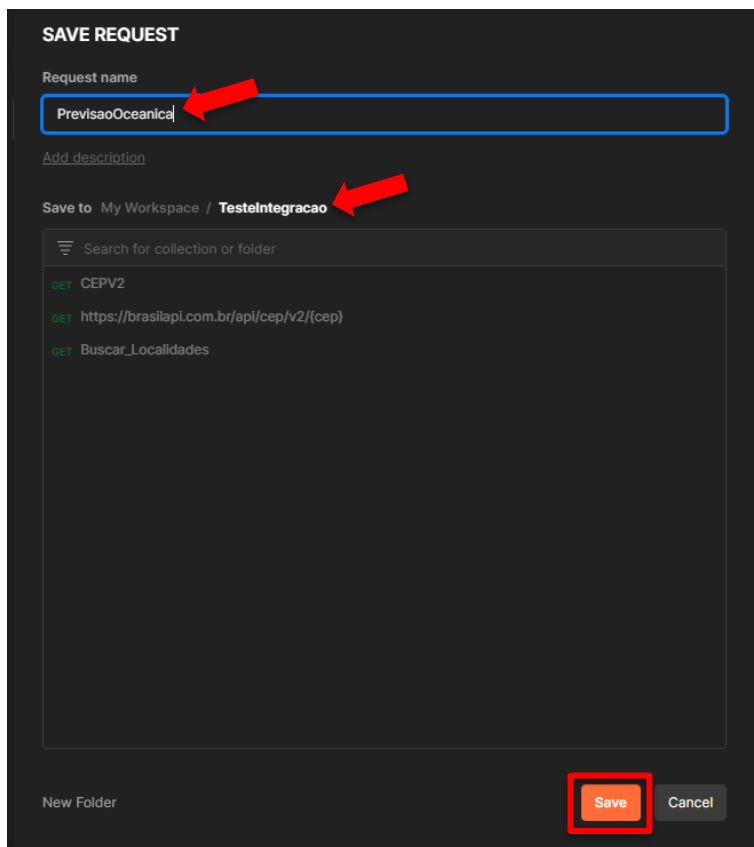 SAVE REQUEST
Request name
PrevisaoOceanica
Add description
Save to My Workspace / TesteIntegracao
Search for collection or folder
GET CEPV2
GET https://brasilapi.com.br/api/cep/v2/{cep}
GET Buscar_Localidades
New Folder
Save Cancel